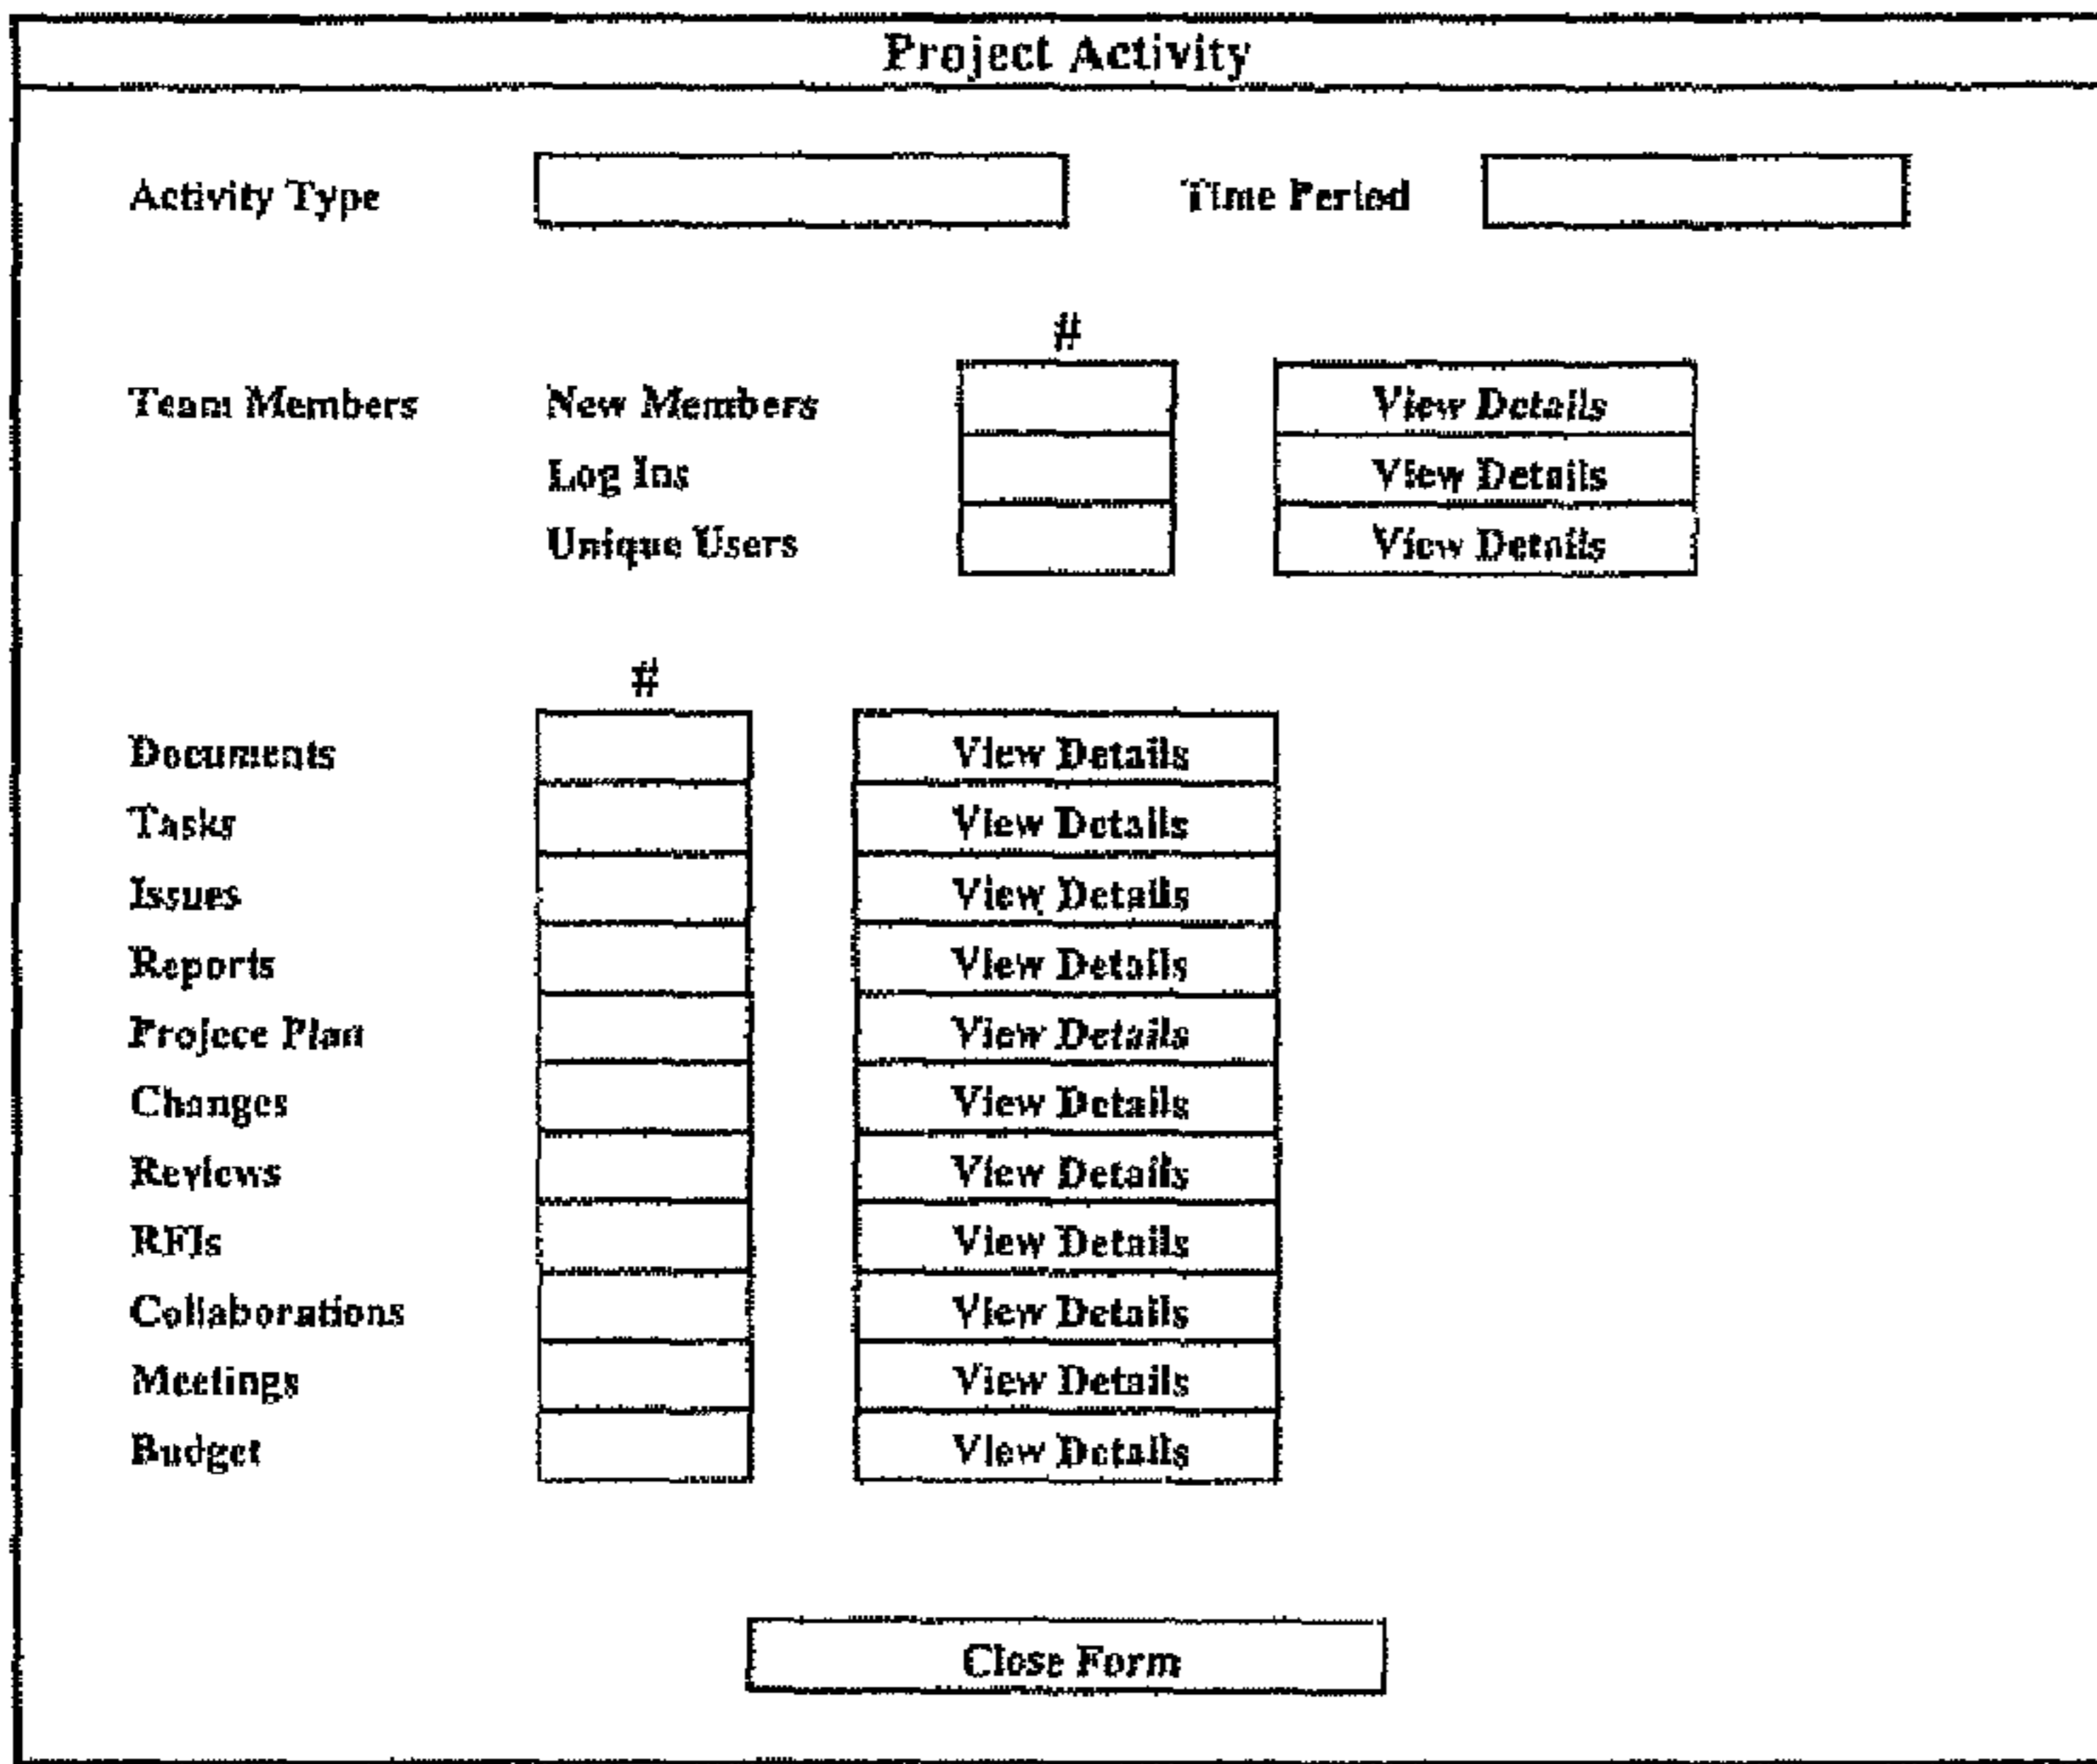 Project Activity
Activity Type Time Period
#
Team Members New Members View Details
Log Ins View Details
Unique Users View Details
#
Documents View Details
Tasks View Details
Issues View Details
Reports View Details
Projece Plan View Details
Changes View Details
Reviews View Details
RFIs View Details
Collaborations View Details
Meetings View Details
Budget View Details
Close Form